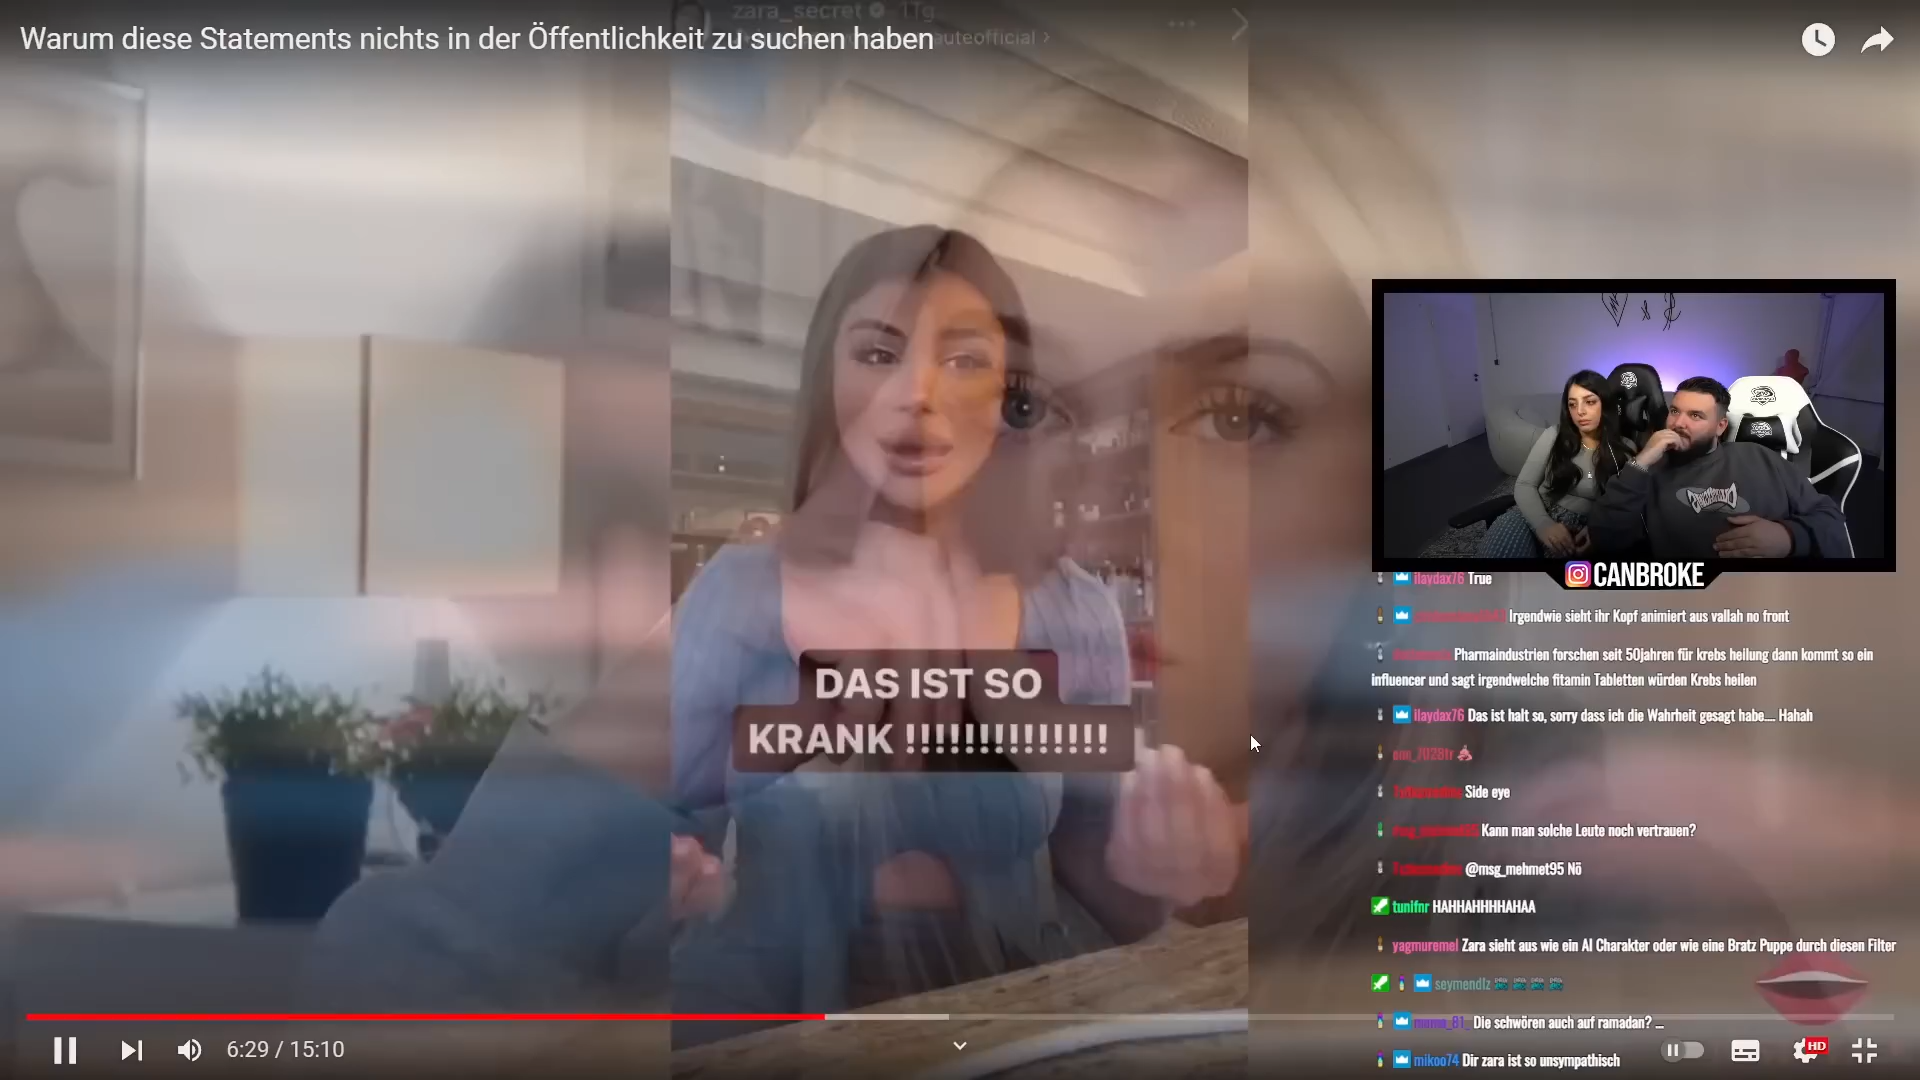 zara_secret 1Tg
Warum diese Statements nichts in der Öffentlichkeit zu suchen haben
DAS IST SO
KRANK !!!!!!!!!!!!!!
CANBROKE
ilaydax76 True
Irgendwie sieht ihr Kopf animiert aus vallah no front
Pharmaindustrien forschen seit 50jahren für krebs heilung dann kommt so ein
influencer und sagt irgendwelche fitamin Tabletten würden Krebs heilen
ilaydax76 Das ist halt so, sorry dass ich die Wahrheit gesagt habe.... Hahah
Side eye
Kann man solche Leute noch vertrauen?
@msg_mehmet95 Nö
tunifnr HAHHAHHHHAHAA
yagmuremel Zara sieht aus wie ein AI Charakter oder wie eine Bratz Puppe durch diesen Filter
seymendlz
Die schwören auch auf ramadan? ...
mikoo74 Dir zara ist so unsympathisch
6:29 / 15:10
HD